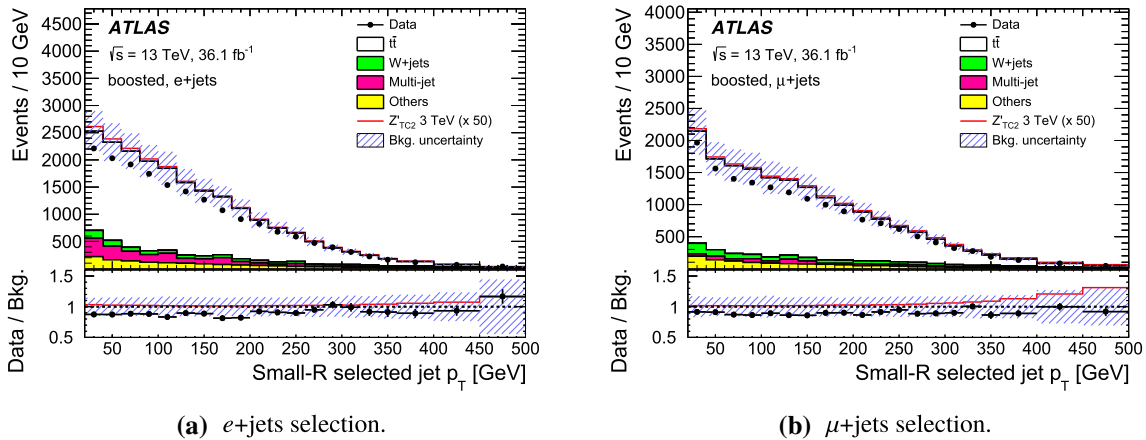 Events / 10 GeV
4500
4000
3500
3000
2500
2000
1500
1000
500
ATLAS
√s = 13 TeV, 36.1 fb⁻¹
boosted, e+jets
Data
tt̄
W+jets
Multi-jet
Others
Z'TC2 3 TeV (x 50)
Bkg. uncertainty
Data / Bkg.
1.5
1
0.5
50 100 150 200 250 300 350 400 450 500
Small-R selected jet pT [GeV]
(a) e+jets selection.
Events / 10 GeV
4000
3500
3000
2500
2000
1500
1000
500
ATLAS
√s = 13 TeV, 36.1 fb⁻¹
boosted, μ+jets
Data
tt̄
W+jets
Multi-jet
Others
Z'TC2 3 TeV (x 50)
Bkg. uncertainty
Data / Bkg.
1.5
1
0.5
50 100 150 200 250 300 350 400 450 500
Small-R selected jet pT [GeV]
(b) μ+jets selection.